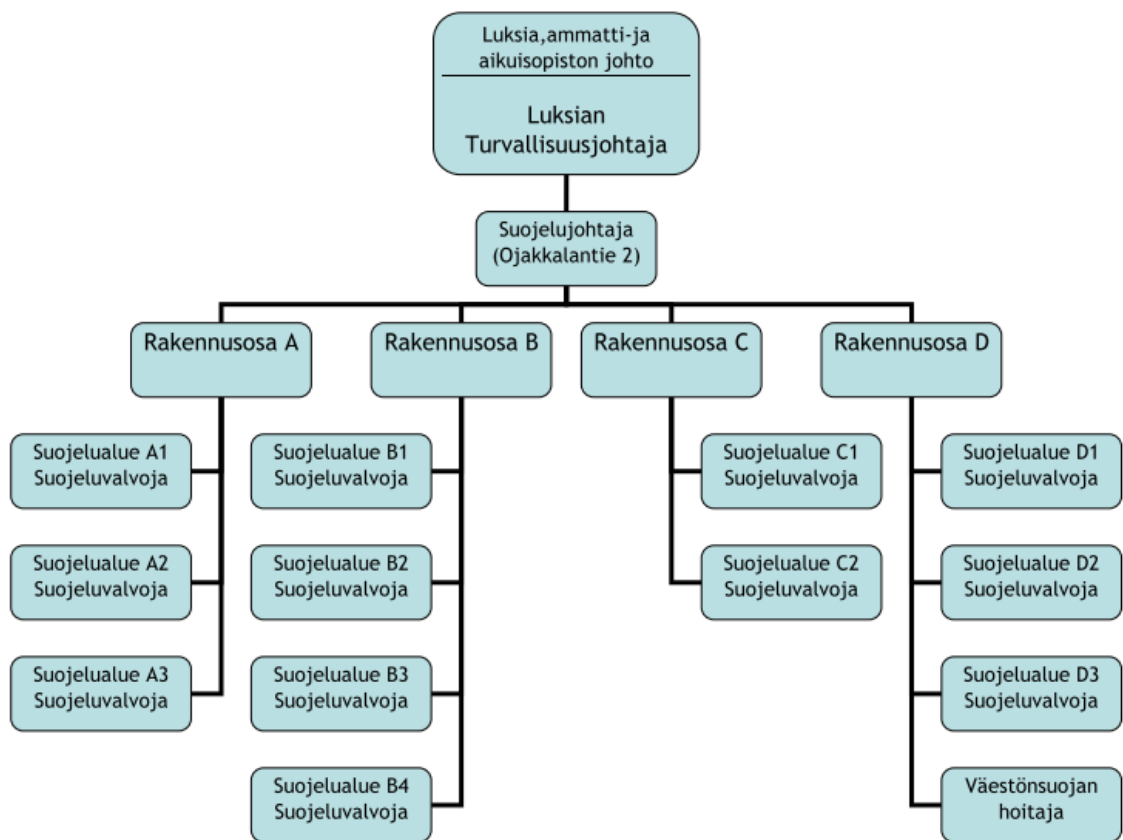 Luksia,ammatti-ja
aikuisopiston johto
Luksian
Turvallisuusjohtaja
Suojelujohtaja
(Ojakkalantie 2)
Rakennusosa A
Rakennusosa B
Rakennusosa C
Rakennusosa D
Suojelualue A1
Suojeluvalvoja
Suojelualue B1
Suojeluvalvoja
Suojelualue C1
Suojeluvalvoja
Suojelualue D1
Suojeluvalvoja
Suojelualue A2
Suojeluvalvoja
Suojelualue B2
Suojeluvalvoja
Suojelualue C2
Suojeluvalvoja
Suojelualue D2
Suojeluvalvoja
Suojelualue A3
Suojeluvalvoja
Suojelualue B3
Suojeluvalvoja
Suojelualue D3
Suojeluvalvoja
Suojelualue B4
Suojeluvalvoja
Väestönsuojan
hoitaja